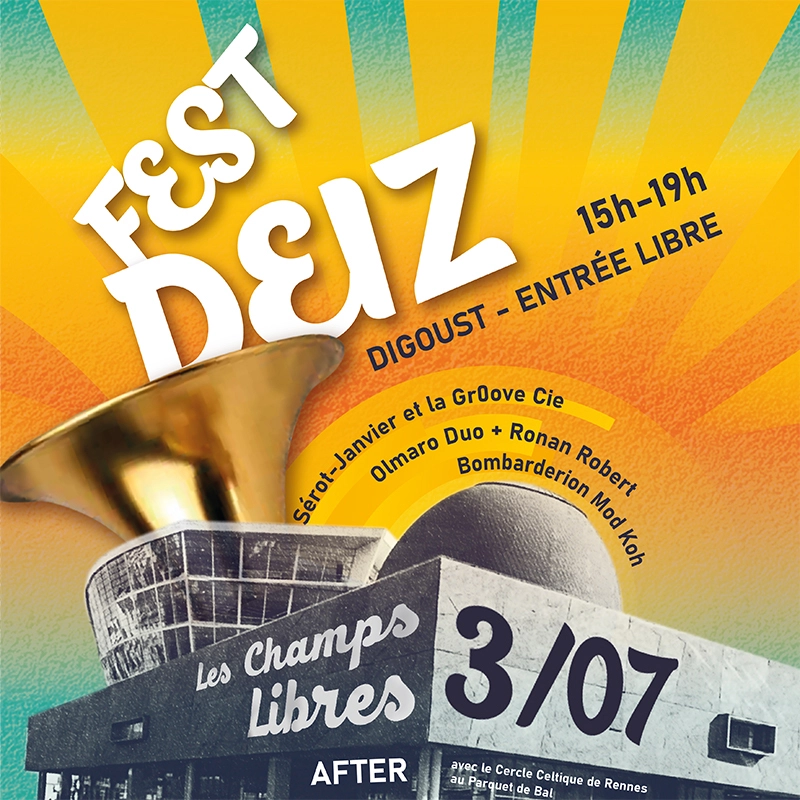 FEST
DEIZ
15h-19h
DIGOUST - ENTRÉE LIBRE
Sérot-Janvier et la Gr0ove Cie
Olmaro Duo + Ronan Robert
Bombarderion Mod Koh
Les Champs
Libres
3/07
AFTER
avec le Cercle Celtique de Rennes
au Parquet de Bal